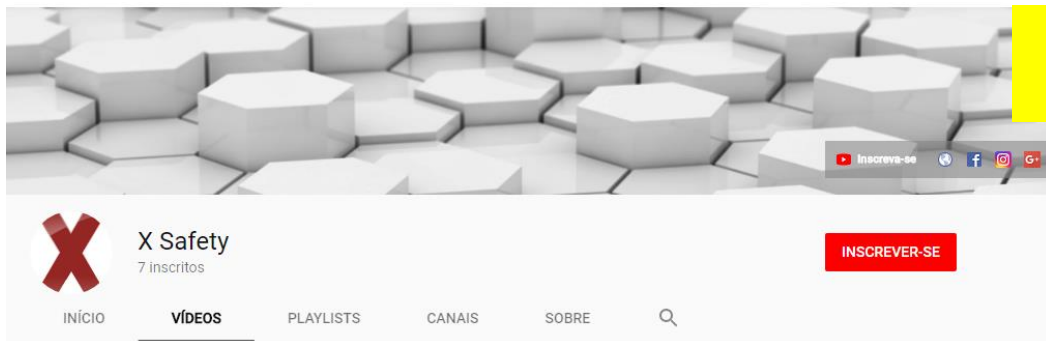 Inscreva-se
X Safety
7 inscritos
INSCREVER-SE
INÍCIO VÍDEOS PLAYLISTS CANAIS SOBRE